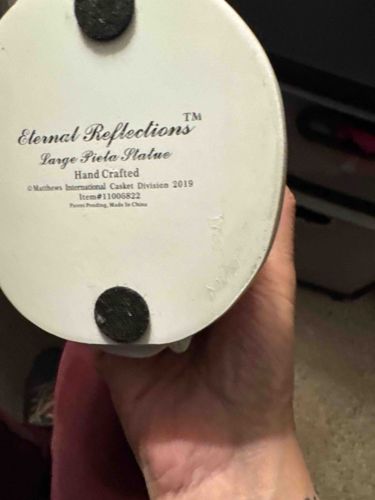 Eternal Reflections™
Large Pieta Statue
Hand Crafted
©Matthews International Casket Division 2019
Item#11006822
Patent Pending, Made In China